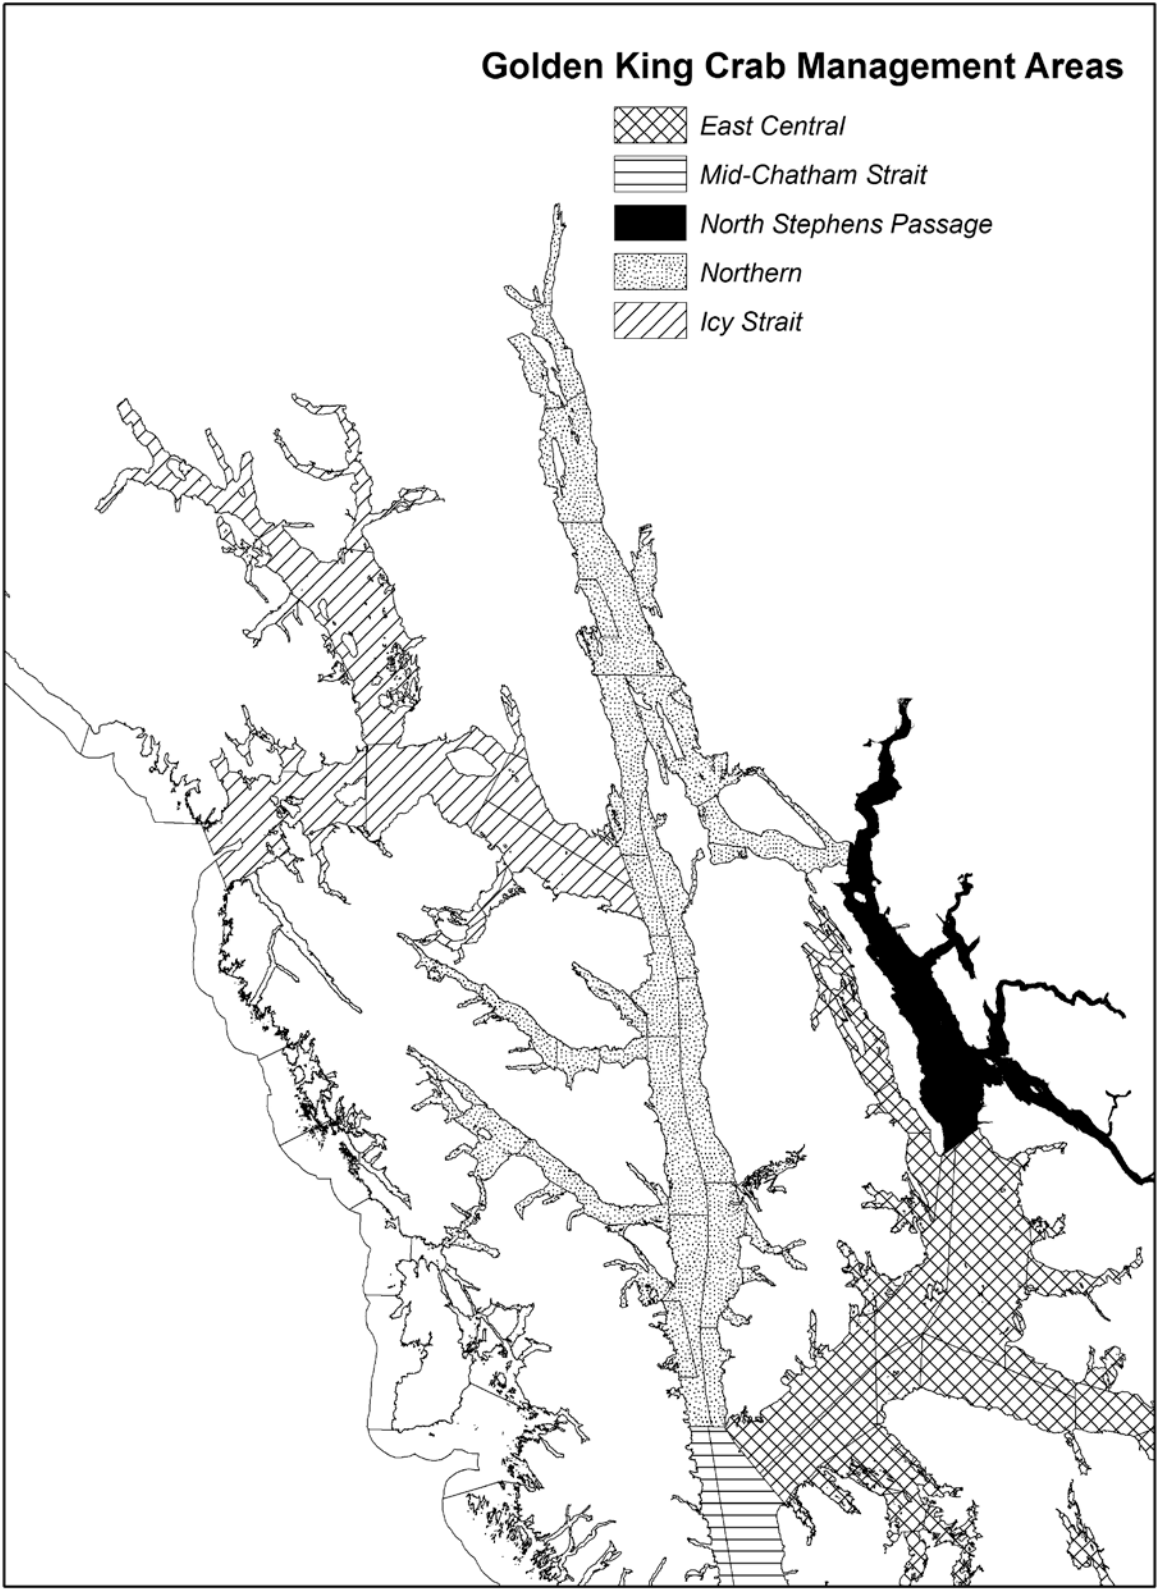 Golden King Crab Management Areas
East Central
Mid-Chatham Strait
North Stephens Passage
Northern
Icy Strait